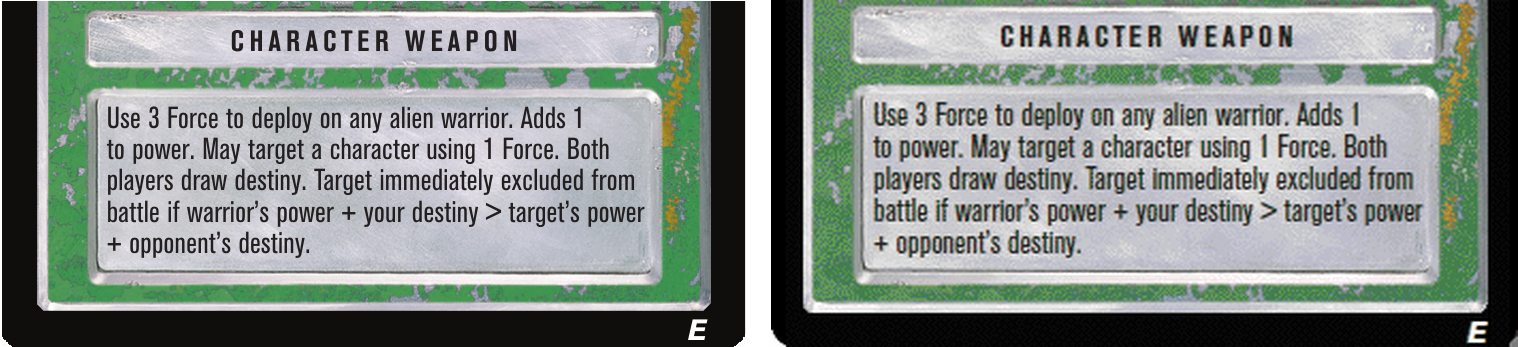 CHARACTER WEAPON
Use 3 Force to deploy on any alien warrior. Adds 1
to power. May target a character using 1 Force. Both
players draw destiny. Target immediately excluded from
battle if warrior's power + your destiny > target's power
+ opponent's destiny.
E
CHARACTER WEAPON
Use 3 Force to deploy on any alien warrior. Adds 1
to power. May target a character using 1 Force. Both
players draw destiny. Target immediately excluded from
battle if warrior's power + your destiny > target's power
+ opponent's destiny.
E